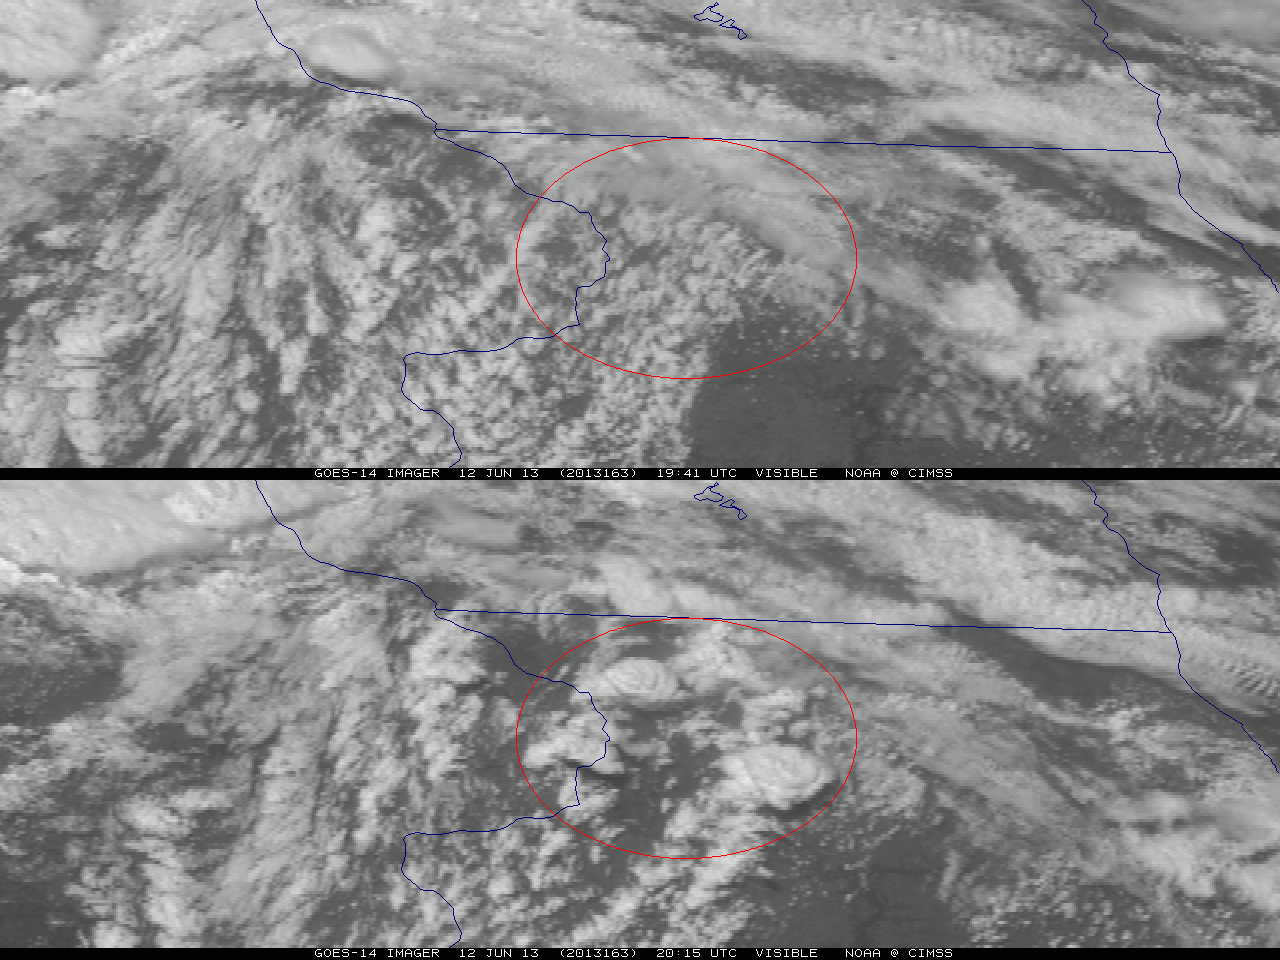 GOES-14 IMAGER 12 JUN 13 (2013163) 19:41 UTC VISIBLE NOAA @ CIMSS
GOES-14 IMAGER 12 JUN 13 (2013163) 20:15 UTC VISIBLE NOAA @ CIMSS